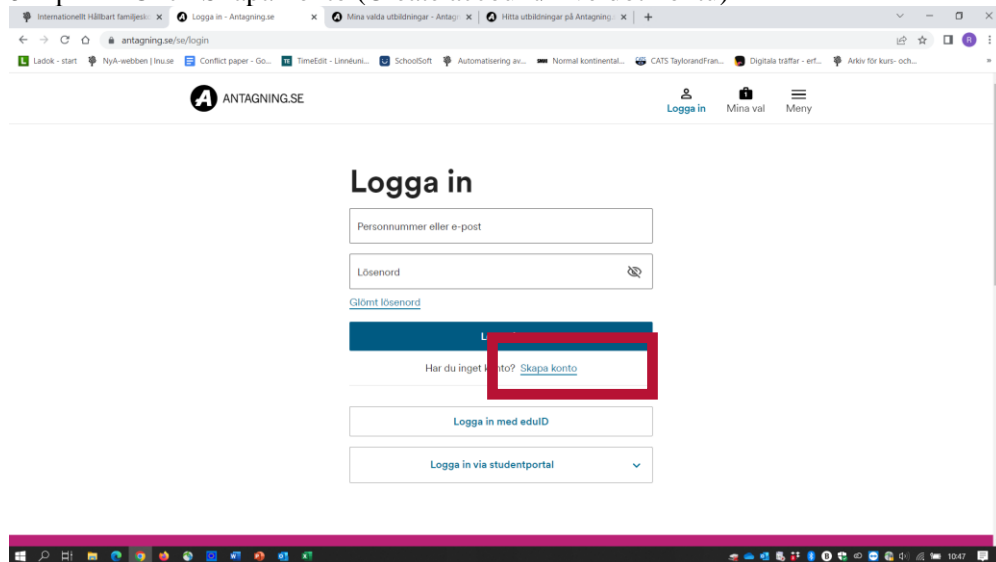 Internationellt Hållbart familjesko
Logga in - Antagning.se
Mina valda utbildningar - Antagn
Hitta utbildningar på Antagning.
antagning.se/se/login
R
Ladok - start
NyA-webben | Inu.se
Conflict paper - Go...
TimeEdit - Linnéuni...
SchoolSoft
Automatisering av...
Normal kontinental...
CATS TaylorandFran...
Digitala träffar - erf...
Arkiv för kurs- och...
ANTAGNING.SE
Logga in
Mina val
Meny
Logga in
Personnummer eller e-post
Lösenord
Glömt lösenord
Har du inget Skapa konto
Logga in med eduID
Logga in via studentportal
10:47